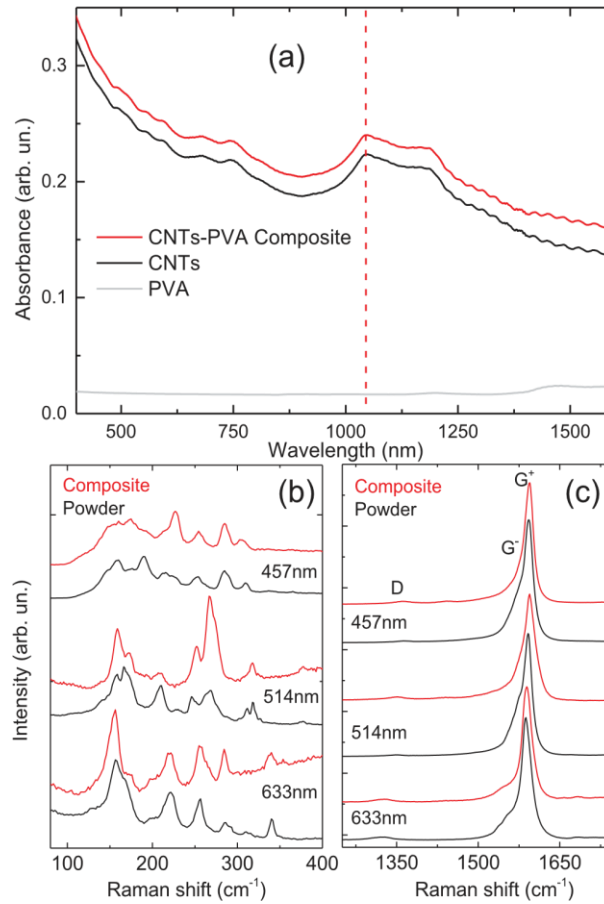 (a)
0.3
0.2
0.1
0.0
Absorbance (arb. un.)
CNTs-PVA Composite
CNTs
PVA
500 750 1000 1250 1500
Wavelength (nm)
(b)
Composite
Powder
457nm
514nm
633nm
Intensity (arb. un.)
100 200 300 400
Raman shift (cm⁻¹)
(c)
Composite
Powder
G⁺
G⁻
D
457nm
514nm
633nm
1350 1500 1650
Raman shift (cm⁻¹)